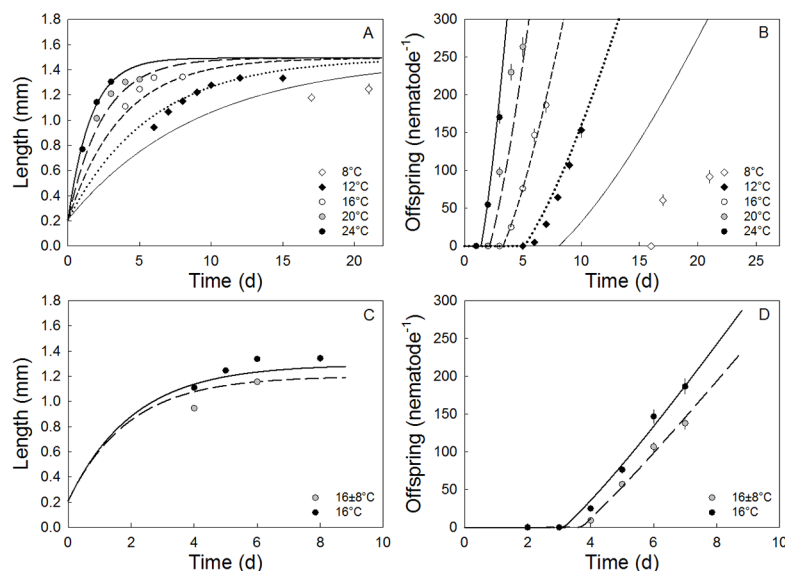 A
1.8
1.6
1.4
1.2
1.0
0.8
0.6
0.4
0.2
0.0
Length (mm)
8°C
12°C
16°C
20°C
24°C
0 5 10 15 20
Time (d)
B
300
250
200
150
100
50
0
Offspring (nematode⁻¹)
8°C
12°C
16°C
20°C
24°C
0 5 10 15 20 25
Time (d)
C
1.8
1.6
1.4
1.2
1.0
0.8
0.6
0.4
0.2
0.0
Length (mm)
16±8°C
16°C
0 2 4 6 8 10
Time (d)
D
300
250
200
150
100
50
0
Offspring (nematode⁻¹)
16±8°C
16°C
0 2 4 6 8 10
Time (d)